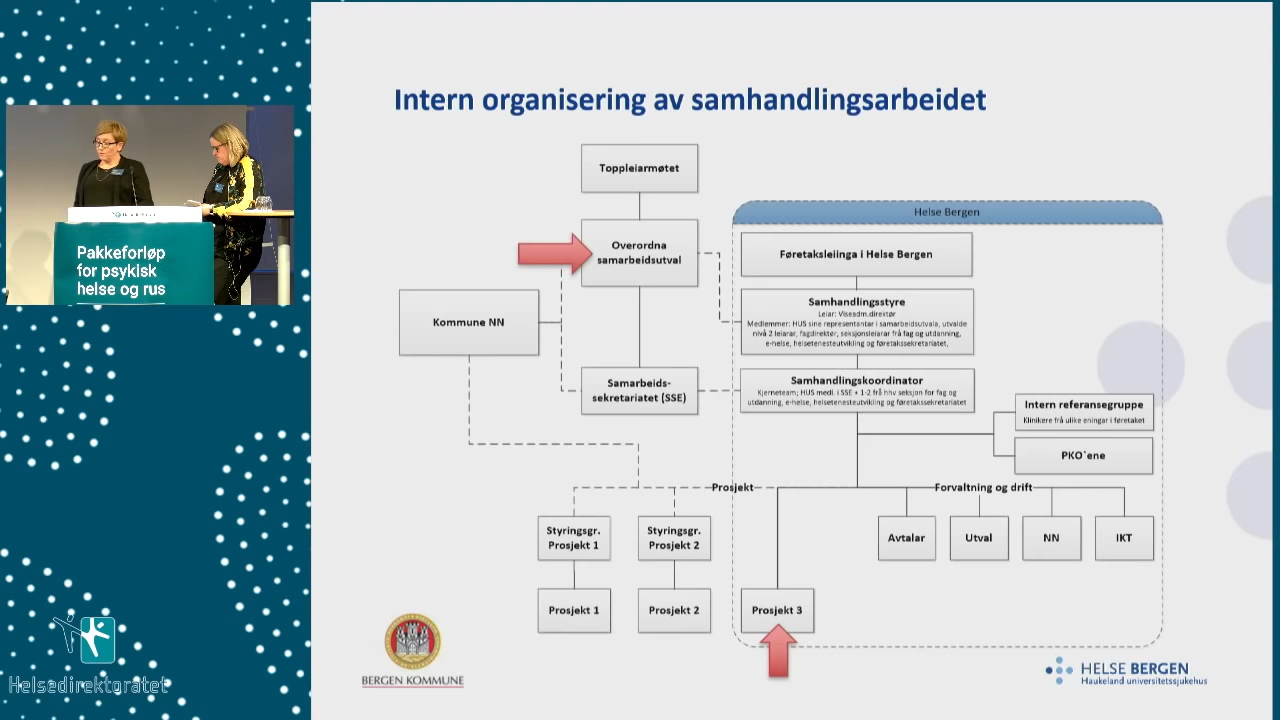 Intern organisering av samhandlingsarbeidet
Toppleiarmøtet
Overordna
samarbeidsutval
Kommune NN
Samarbeids-
sekretariatet (SSE)
Helse Bergen
Føretaksleiinga i Helse Bergen
Samhandlingsstyre
Leiar: Viseadm.direktør
Medlemmer: HUS sine representantar i samarbeidsutvala, utvalde
nivå 2 leiarar, fagdirektør, seksjonsleiarar frå fag og utdanning,
e-helse, helsetenesteutvikling og føretakssekretariatet,
Samhandlingskoordinator
Kjerneteam; HUS medl. i SSE + 1-2 frå hhv seksjon for fag og
utdanning, e-helse, helsetenesteutvikling og føretakssekretariatet
Intern referansegruppe
Klinikere frå ulike eningar i føretaket
PKO`ene
Prosjekt
Forvaltning og drift
Styringsgr.
Prosjekt 1
Styringsgr.
Prosjekt 2
Avtalar
Utval
NN
IKT
Prosjekt 1
Prosjekt 2
Prosjekt 3
Pakkeforløp
for psykisk
helse og rus
Helsedirektoratet
BERGEN KOMMUNE
HELSE BERGEN
Haukeland universitetssjukehus